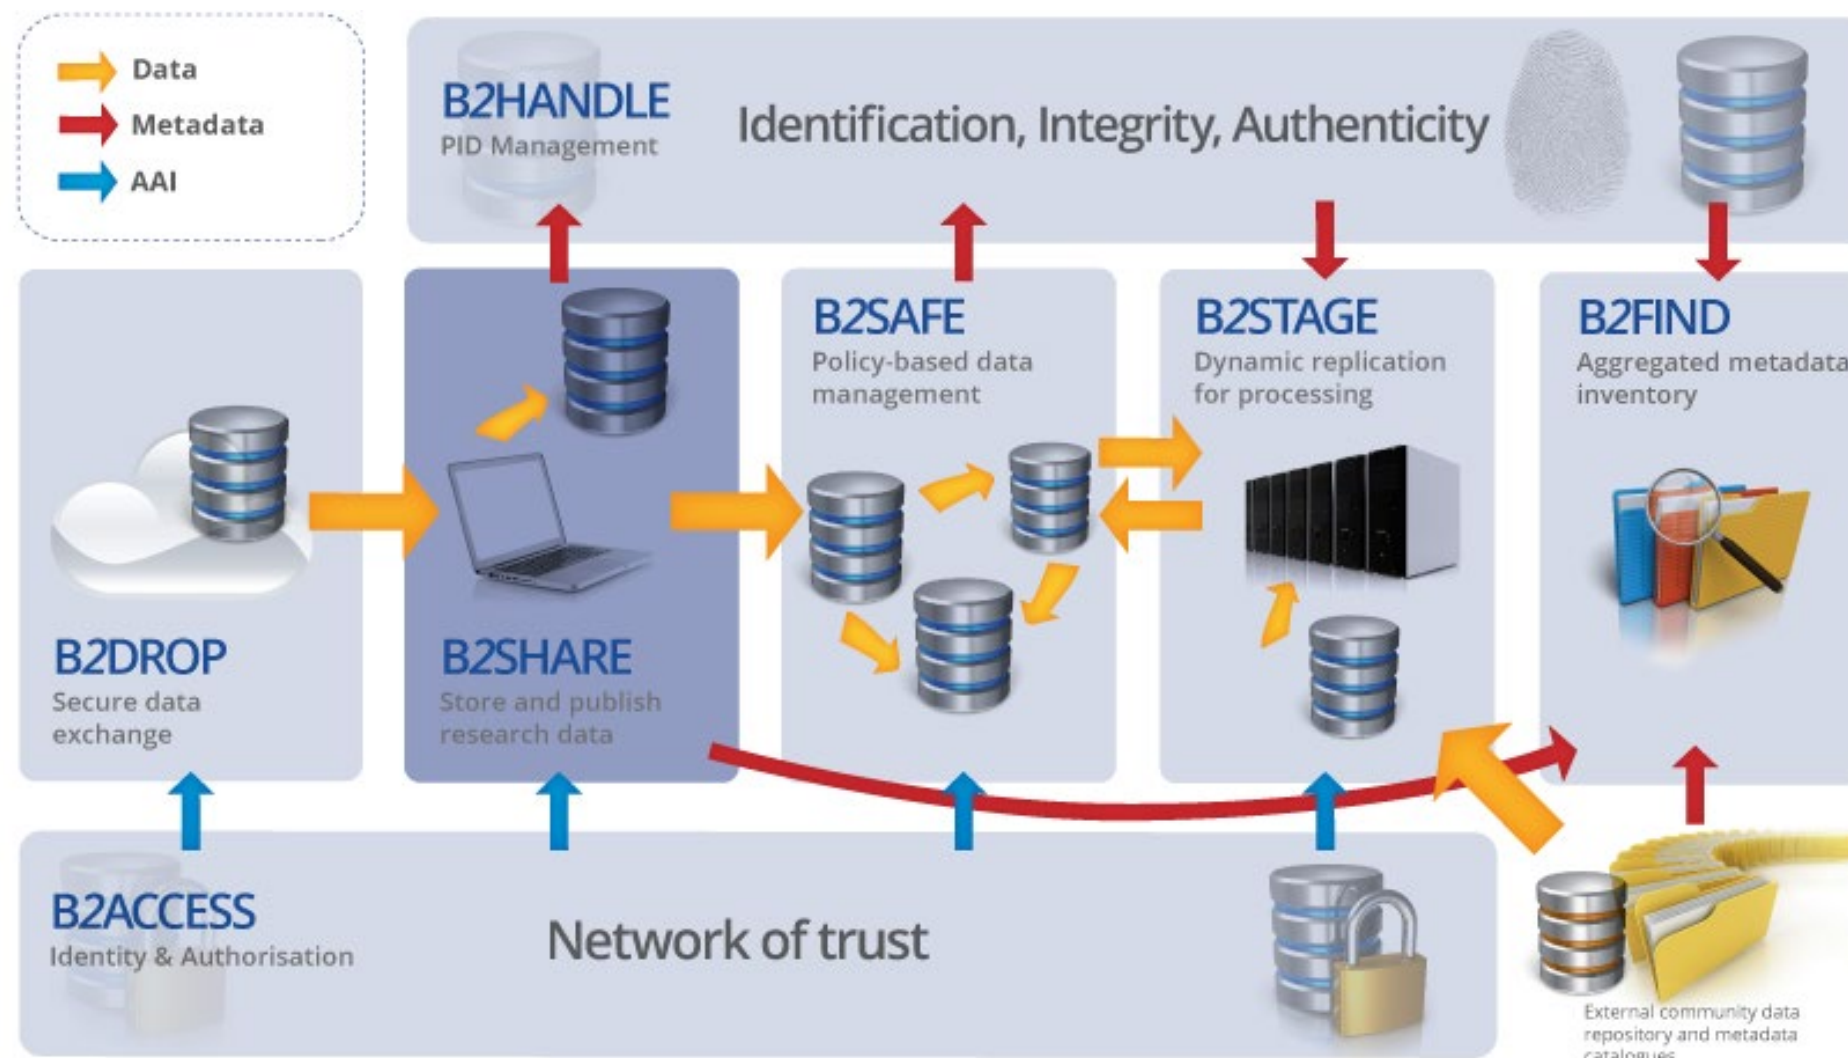 Data
Metadata
AAI
B2HANDLE
PID Management
Identification, Integrity, Authenticity
B2DROP
Secure data
exchange
B2SHARE
Store and publish
research data
B2SAFE
Policy-based data
management
B2STAGE
Dynamic replication
for processing
B2FIND
Aggregated metadata
inventory
B2ACCESS
Identity & Authorisation
Network of trust
External community data
repository and metadata
catalogues